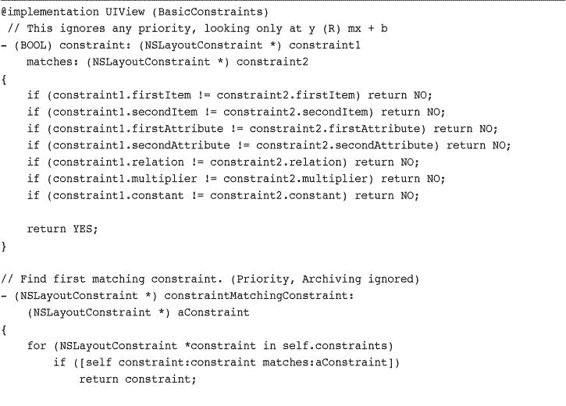 @implementation UIView (BasicConstraints)
// This ignores any priority, looking only at y (R) mx + b
- (BOOL) constraint: (NSLayoutConstraint *) constraint1
matches: (NSLayoutConstraint *) constraint2
{
if (constraint1.firstItem != constraint2.firstItem) return NO;
if (constraint1.secondItem != constraint2.secondItem) return NO;
if (constraint1.firstAttribute != constraint2.firstAttribute) return NO;
if (constraint1.secondAttribute != constraint2.secondAttribute) return NO;
if (constraint1.relation != constraint2.relation) return NO;
if (constraint1.multiplier != constraint2.multiplier) return NO;
if (constraint1.constant != constraint2.constant) return NO;
return YES;
}
// Find first matching constraint. (Priority, Archiving ignored)
- (NSLayoutConstraint *) constraintMatchingConstraint:
(NSLayoutConstraint *) aConstraint
{
for (NSLayoutConstraint *constraint in self.constraints)
if ([self constraint:constraint matches:aConstraint])
return constraint;